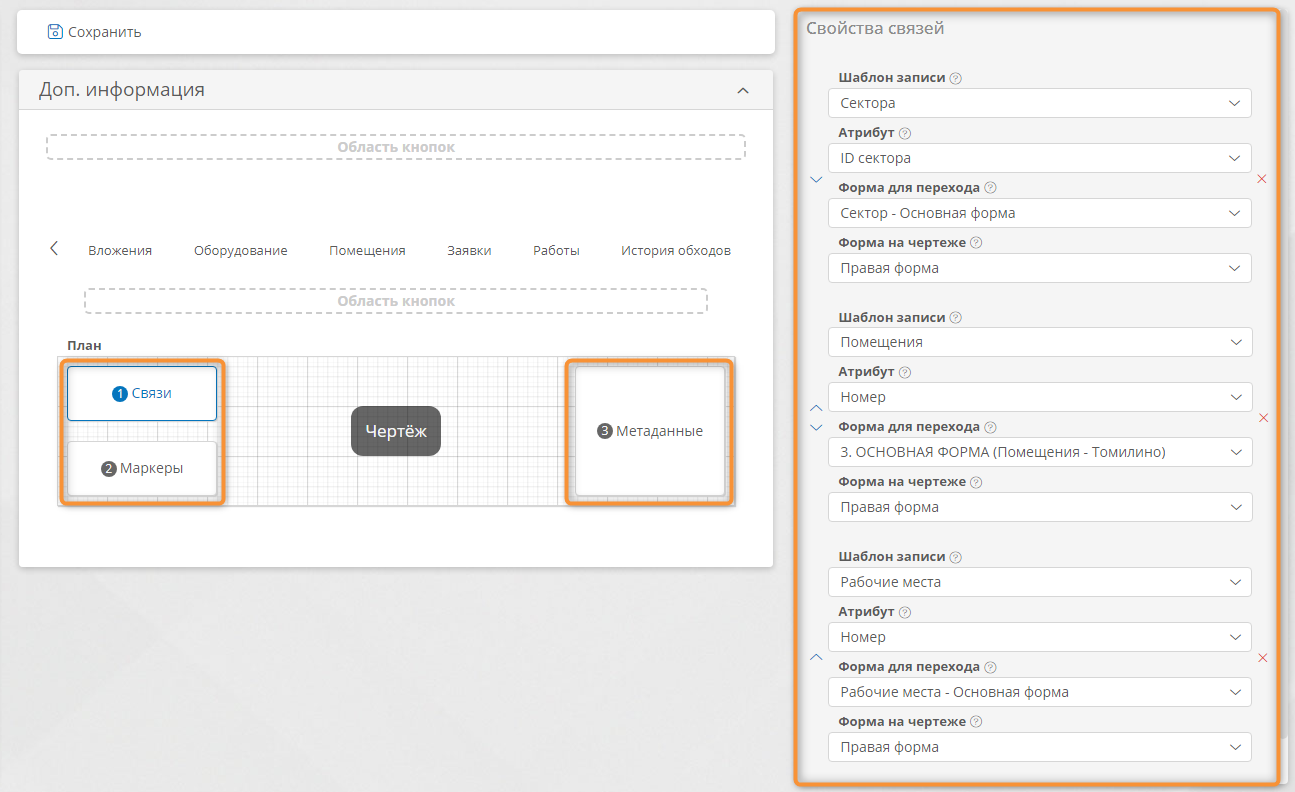 Сохранить
Доп. информация
Область кнопок
Вложения Оборудование Помещения Заявки Работы История обходов
Область кнопок
План
1 Связи
2 Маркеры
Чертёж
3 Метаданные
Свойства связей
Шаблон записи ?
Сектора
Атрибут ?
ID сектора
Форма для перехода ?
Сектор - Основная форма
Форма на чертеже ?
Правая форма
Шаблон записи ?
Помещения
Атрибут ?
Номер
Форма для перехода ?
3. ОСНОВНАЯ ФОРМА (Помещения - Томилино)
Форма на чертеже ?
Правая форма
Шаблон записи ?
Рабочие места
Атрибут ?
Номер
Форма для перехода ?
Рабочие места - Основная форма
Форма на чертеже ?
Правая форма